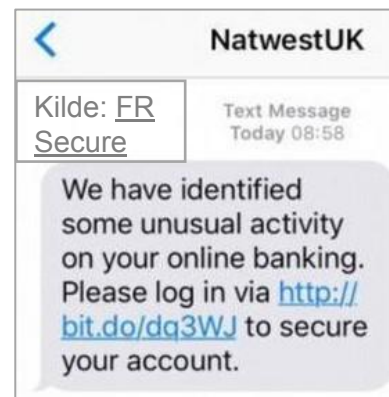 NatwestUK
Kilde: FR
Secure
Text Message
Today 08:58
We have identified
some unusual activity
on your online banking.
Please log in via http://
bit.do/dq3WJ to secure
your account.